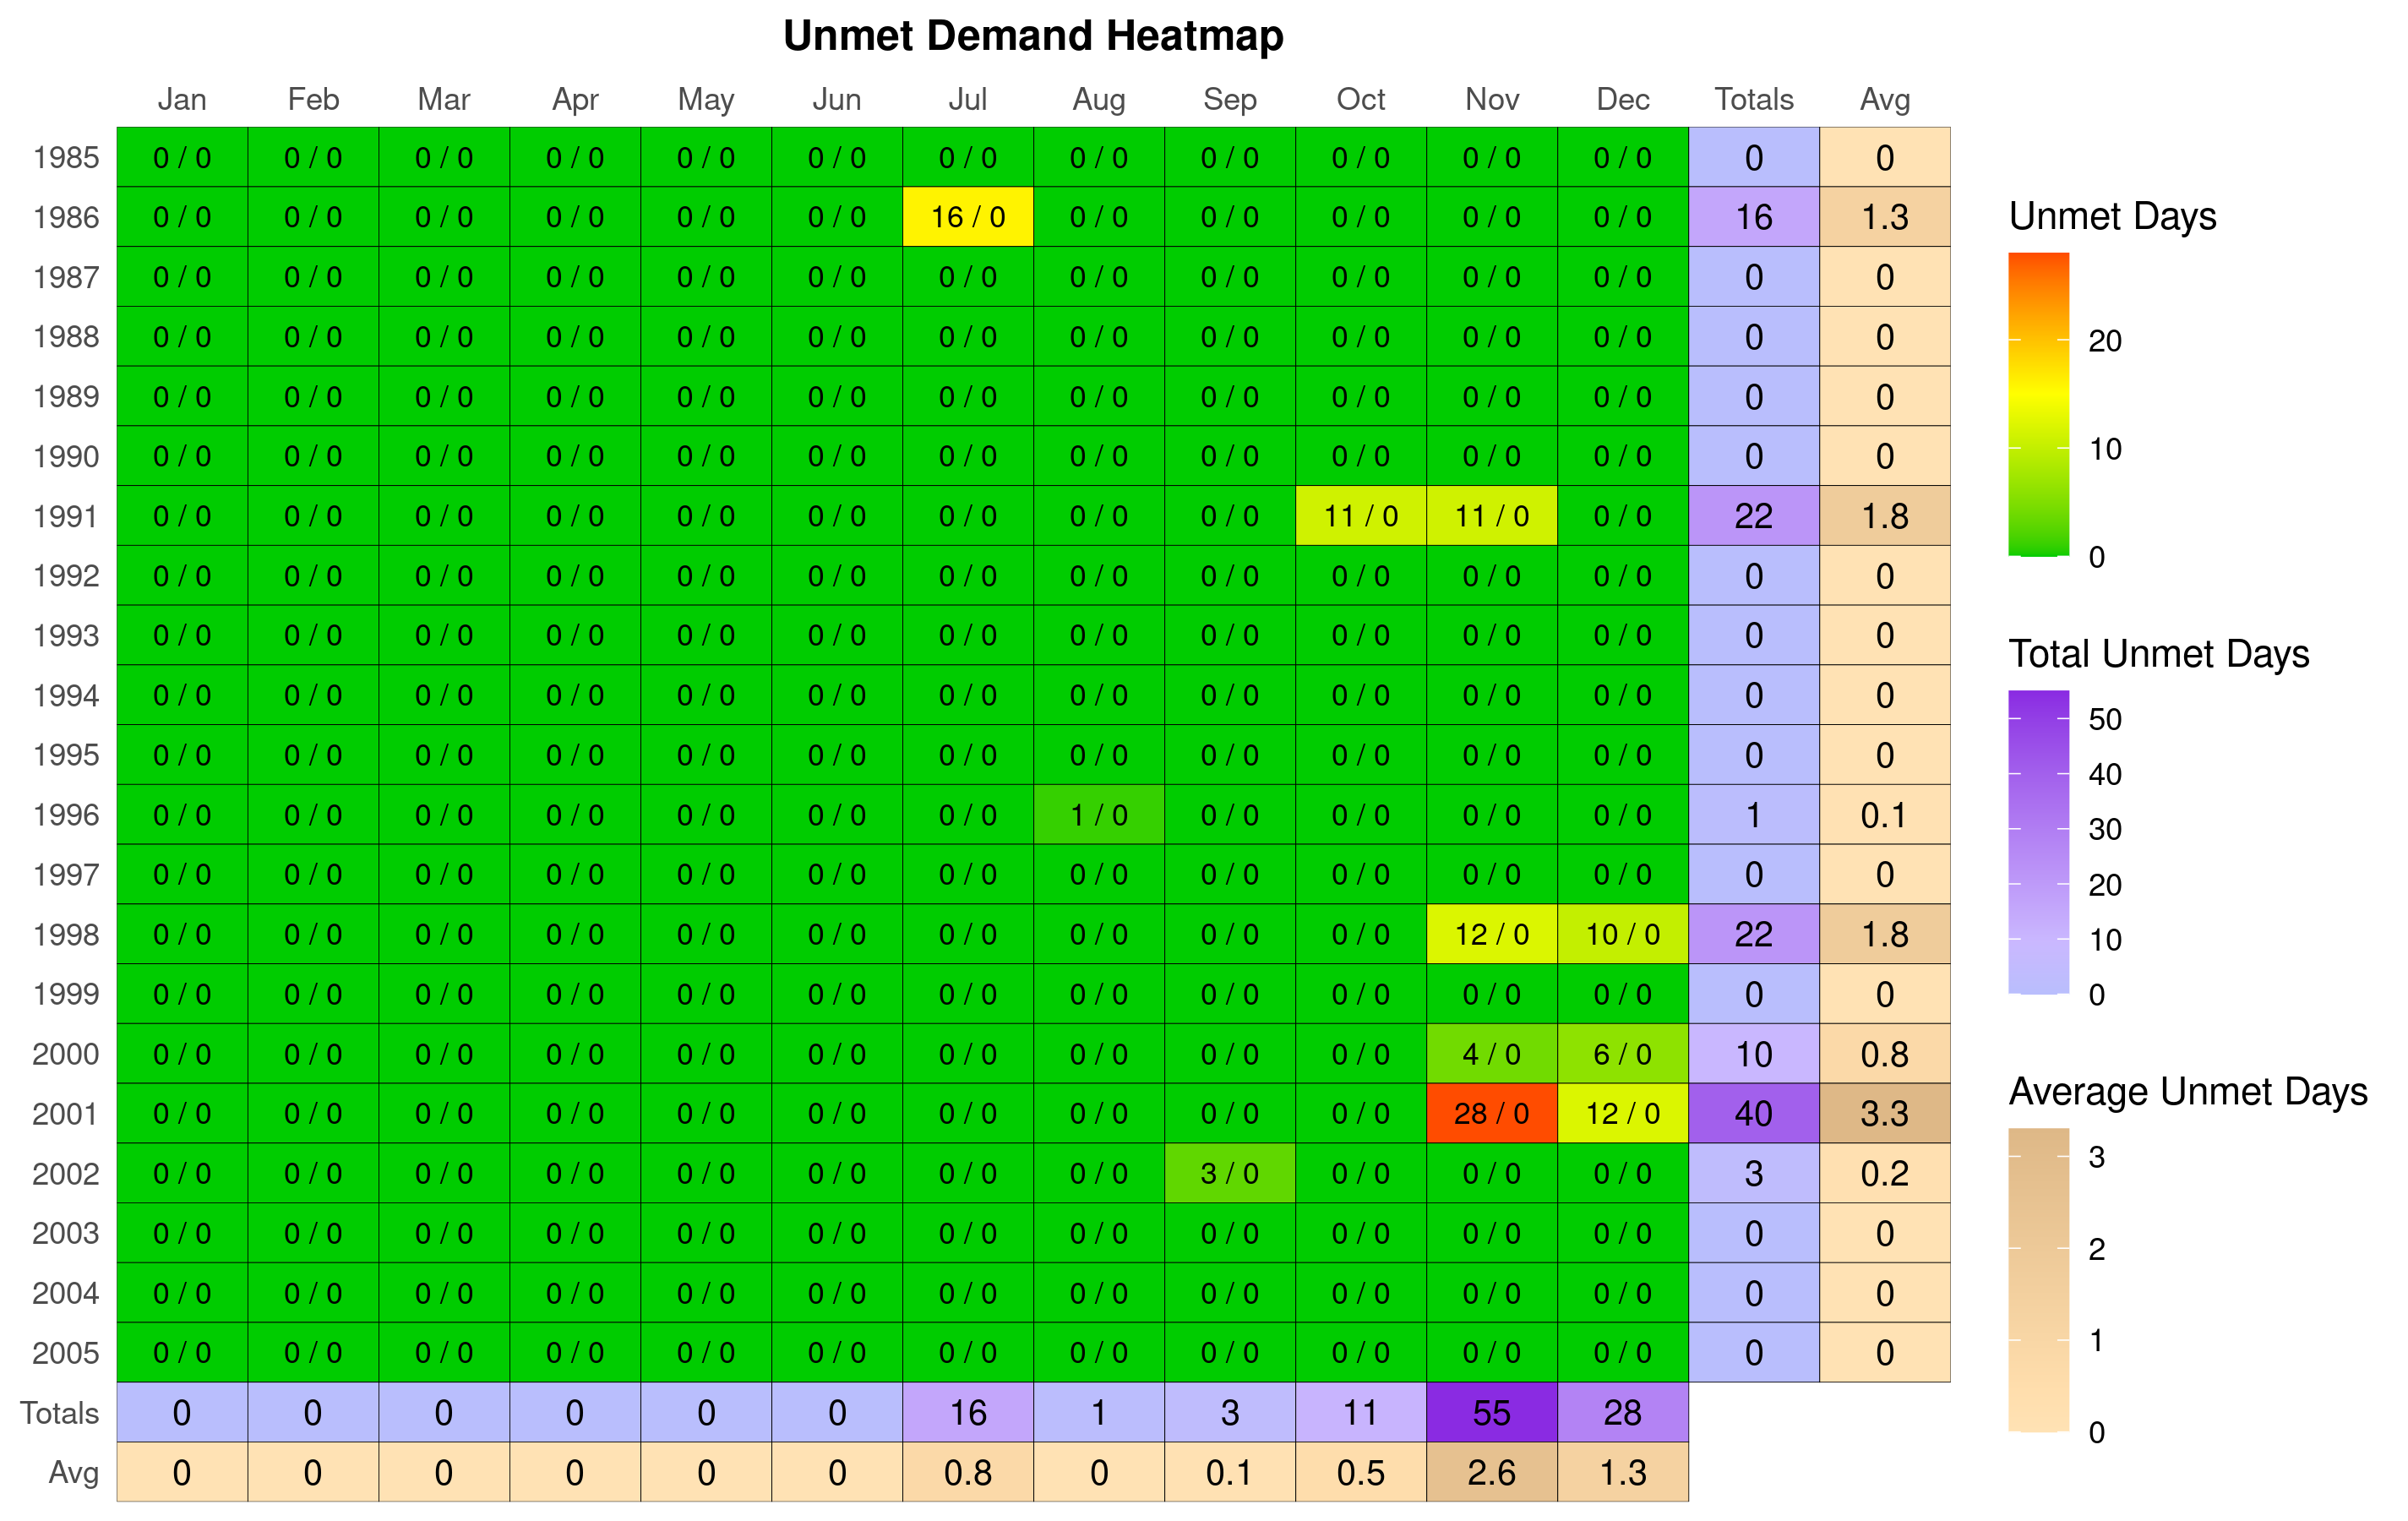 Unmet Demand Heatmap
Jan Feb Mar Apr May Jun Jul Aug Sep Oct Nov Dec Totals Avg
1985 0 / 0 0 / 0 0 / 0 0 / 0 0 / 0 0 / 0 0 / 0 0 / 0 0 / 0 0 / 0 0 / 0 0 / 0 0 0
1986 0 / 0 0 / 0 0 / 0 0 / 0 0 / 0 0 / 0 16 / 0 0 / 0 0 / 0 0 / 0 0 / 0 0 / 0 16 1.3
1987 0 / 0 0 / 0 0 / 0 0 / 0 0 / 0 0 / 0 0 / 0 0 / 0 0 / 0 0 / 0 0 / 0 0 / 0 0 0
1988 0 / 0 0 / 0 0 / 0 0 / 0 0 / 0 0 / 0 0 / 0 0 / 0 0 / 0 0 / 0 0 / 0 0 / 0 0 0
1989 0 / 0 0 / 0 0 / 0 0 / 0 0 / 0 0 / 0 0 / 0 0 / 0 0 / 0 0 / 0 0 / 0 0 / 0 0 0
1990 0 / 0 0 / 0 0 / 0 0 / 0 0 / 0 0 / 0 0 / 0 0 / 0 0 / 0 0 / 0 0 / 0 0 / 0 0 0
1991 0 / 0 0 / 0 0 / 0 0 / 0 0 / 0 0 / 0 0 / 0 0 / 0 0 / 0 11 / 0 11 / 0 0 / 0 22 1.8
1992 0 / 0 0 / 0 0 / 0 0 / 0 0 / 0 0 / 0 0 / 0 0 / 0 0 / 0 0 / 0 0 / 0 0 / 0 0 0
1993 0 / 0 0 / 0 0 / 0 0 / 0 0 / 0 0 / 0 0 / 0 0 / 0 0 / 0 0 / 0 0 / 0 0 / 0 0 0
1994 0 / 0 0 / 0 0 / 0 0 / 0 0 / 0 0 / 0 0 / 0 0 / 0 0 / 0 0 / 0 0 / 0 0 / 0 0 0
1995 0 / 0 0 / 0 0 / 0 0 / 0 0 / 0 0 / 0 0 / 0 0 / 0 0 / 0 0 / 0 0 / 0 0 / 0 0 0
1996 0 / 0 0 / 0 0 / 0 0 / 0 0 / 0 0 / 0 0 / 0 1 / 0 0 / 0 0 / 0 0 / 0 0 / 0 1 0.1
1997 0 / 0 0 / 0 0 / 0 0 / 0 0 / 0 0 / 0 0 / 0 0 / 0 0 / 0 0 / 0 0 / 0 0 / 0 0 0
1998 0 / 0 0 / 0 0 / 0 0 / 0 0 / 0 0 / 0 0 / 0 0 / 0 0 / 0 0 / 0 12 / 0 10 / 0 22 1.8
1999 0 / 0 0 / 0 0 / 0 0 / 0 0 / 0 0 / 0 0 / 0 0 / 0 0 / 0 0 / 0 0 / 0 0 / 0 0 0
2000 0 / 0 0 / 0 0 / 0 0 / 0 0 / 0 0 / 0 0 / 0 0 / 0 0 / 0 0 / 0 4 / 0 6 / 0 10 0.8
2001 0 / 0 0 / 0 0 / 0 0 / 0 0 / 0 0 / 0 0 / 0 0 / 0 0 / 0 0 / 0 28 / 0 12 / 0 40 3.3
2002 0 / 0 0 / 0 0 / 0 0 / 0 0 / 0 0 / 0 0 / 0 0 / 0 3 / 0 0 / 0 0 / 0 0 / 0 3 0.2
2003 0 / 0 0 / 0 0 / 0 0 / 0 0 / 0 0 / 0 0 / 0 0 / 0 0 / 0 0 / 0 0 / 0 0 / 0 0 0
2004 0 / 0 0 / 0 0 / 0 0 / 0 0 / 0 0 / 0 0 / 0 0 / 0 0 / 0 0 / 0 0 / 0 0 / 0 0 0
2005 0 / 0 0 / 0 0 / 0 0 / 0 0 / 0 0 / 0 0 / 0 0 / 0 0 / 0 0 / 0 0 / 0 0 / 0 0 0
Totals 0 0 0 0 0 0 16 1 3 11 55 28
Avg 0 0 0 0 0 0 0.8 0 0.1 0.5 2.6 1.3
Unmet Days
20
10
0
Total Unmet Days
50
40
30
20
10
0
Average Unmet Days
3
2
1
0